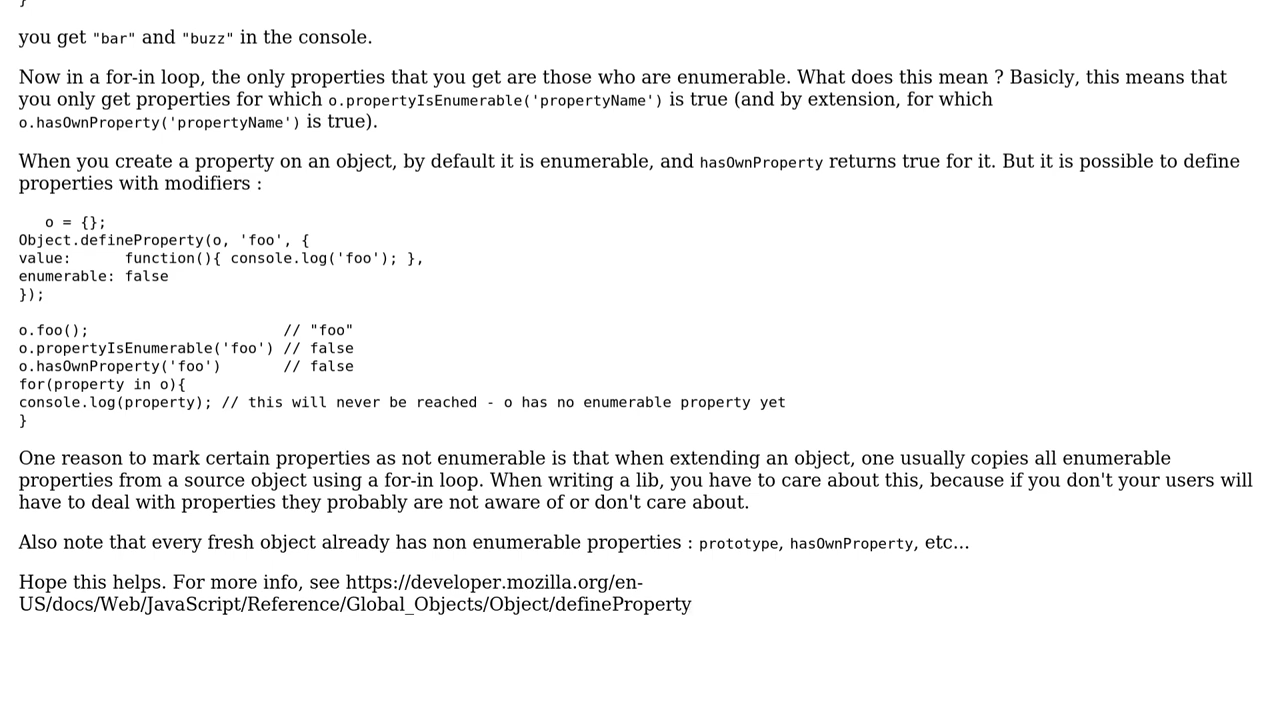 }
you get "bar" and "buzz" in the console.
Now in a for-in loop, the only properties that you get are those who are enumerable. What does this mean ? Basicly, this means that
you only get properties for which o.propertyIsEnumerable('propertyName') is true (and by extension, for which
o.hasOwnProperty('propertyName') is true).
When you create a property on an object, by default it is enumerable, and hasOwnProperty returns true for it. But it is possible to define
properties with modifiers :
   o = {};
Object.defineProperty(o, 'foo', {
value:      function(){ console.log('foo'); },
enumerable: false
});
o.foo();                      // "foo"
o.propertyIsEnumerable('foo') // false
o.hasOwnProperty('foo')       // false
for(property in o){
console.log(property); // this will never be reached - o has no enumerable property yet
}
One reason to mark certain properties as not enumerable is that when extending an object, one usually copies all enumerable
properties from a source object using a for-in loop. When writing a lib, you have to care about this, because if you don't your users will
have to deal with properties they probably are not aware of or don't care about.
Also note that every fresh object already has non enumerable properties : prototype, hasOwnProperty, etc...
Hope this helps. For more info, see https://developer.mozilla.org/en-
US/docs/Web/JavaScript/Reference/Global_Objects/Object/defineProperty